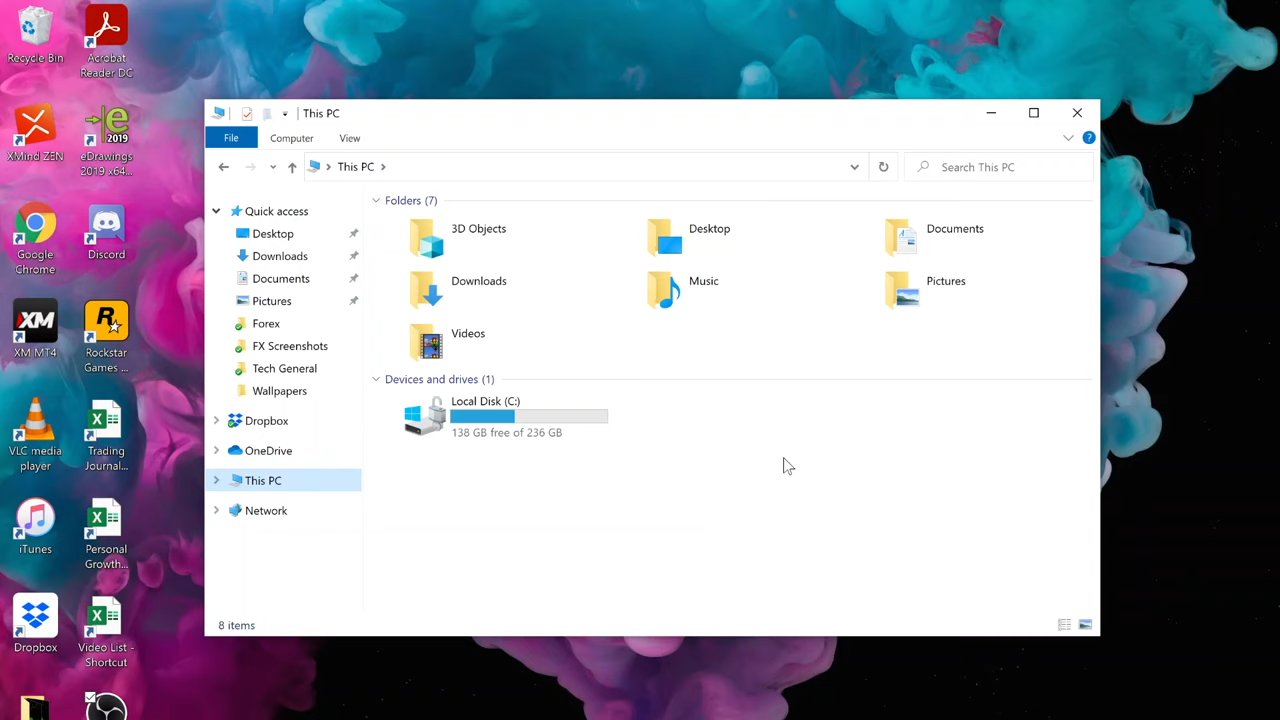 Recycle Bin
Acrobat
Reader DC
XMind ZEN
2019
eDrawings
2019 x64...
Google
Chrome
Discord
XM
XM MT4
R
Rockstar
Games ...
VLC media
player
Trading
Journal...
iTunes
Personal
Growth...
Dropbox
Video List -
Shortcut
This PC
File
Computer
View
This PC
Search This PC
Quick access
Desktop
Downloads
Documents
Pictures
Forex
FX Screenshots
Tech General
Wallpapers
Dropbox
OneDrive
This PC
Network
Folders (7)
3D Objects
Desktop
Documents
Downloads
Music
Pictures
Videos
Devices and drives (1)
Local Disk (C:)
138 GB free of 236 GB
8 items